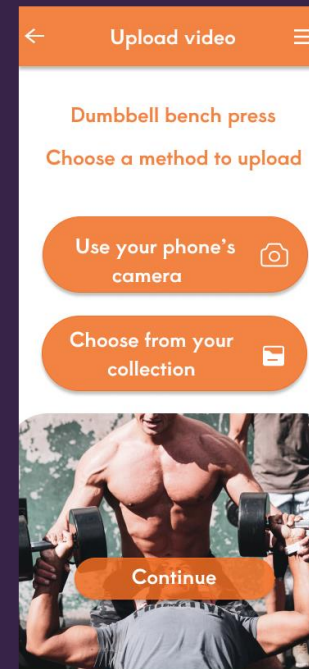 Upload video
Dumbbell bench press
Choose a method to upload
Use your phone's
camera
Choose from your
collection
Continue